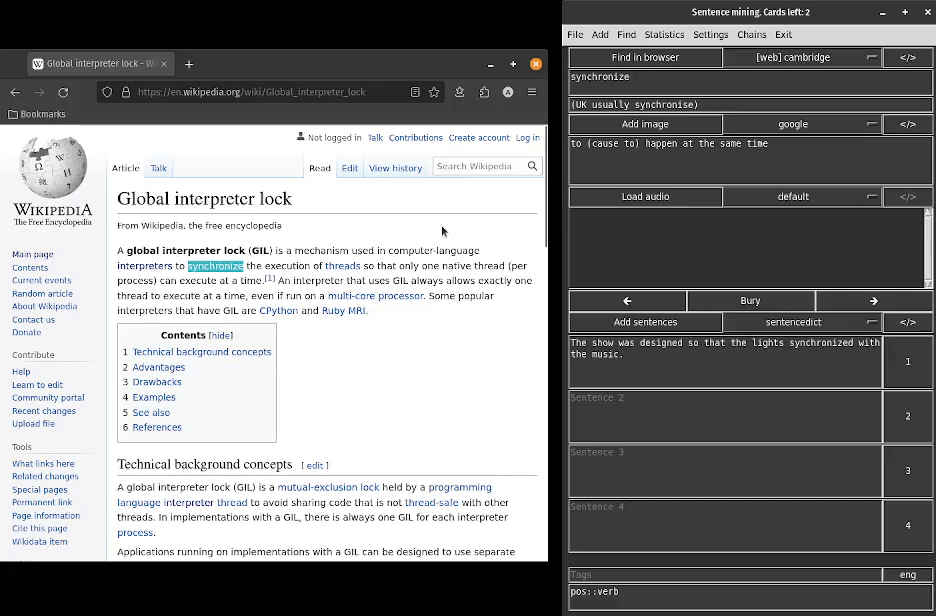 Global interpreter lock - Wi
https://en.wikipedia.org/wiki/Global_interpreter_lock
Bookmarks
WIKIPEDIA
The Free Encyclopedia
Main page
Contents
Current events
Random article
About Wikipedia
Contact us
Donate
Contribute
Help
Learn to edit
Community portal
Recent changes
Upload file
Tools
What links here
Related changes
Special pages
Permanent link
Page information
Cite this page
Wikidata item
Not logged in Talk Contributions Create account Log in
Article Talk Read Edit View history Search Wikipedia
Global interpreter lock
From Wikipedia, the free encyclopedia
A global interpreter lock (GIL) is a mechanism used in computer-language
interpreters to synchronize the execution of threads so that only one native thread (per
process) can execute at a time.[1] An interpreter that uses GIL always allows exactly one
thread to execute at a time, even if run on a multi-core processor. Some popular
interpreters that have GIL are CPython and Ruby MRI.
Contents [hide]
1 Technical background concepts
2 Advantages
3 Drawbacks
4 Examples
5 See also
6 References
Technical background concepts [ edit ]
A global interpreter lock (GIL) is a mutual-exclusion lock held by a programming
language interpreter thread to avoid sharing code that is not thread-safe with other
threads. In implementations with a GIL, there is always one GIL for each interpreter
process.
Applications running on implementations with a GIL can be designed to use separate
Sentence mining. Cards left: 2
File Add Find Statistics Settings Chains Exit
Find in browser [web] cambridge </>
synchronize
(UK usually synchronise)
Add image google </>
to (cause to) happen at the same time
Load audio default </>
← Bury →
Add sentences sentencedict </>
The show was designed so that the lights synchronized with
the music.
1
Sentence 2
2
Sentence 3
3
Sentence 4
4
Tags eng
pos::verb